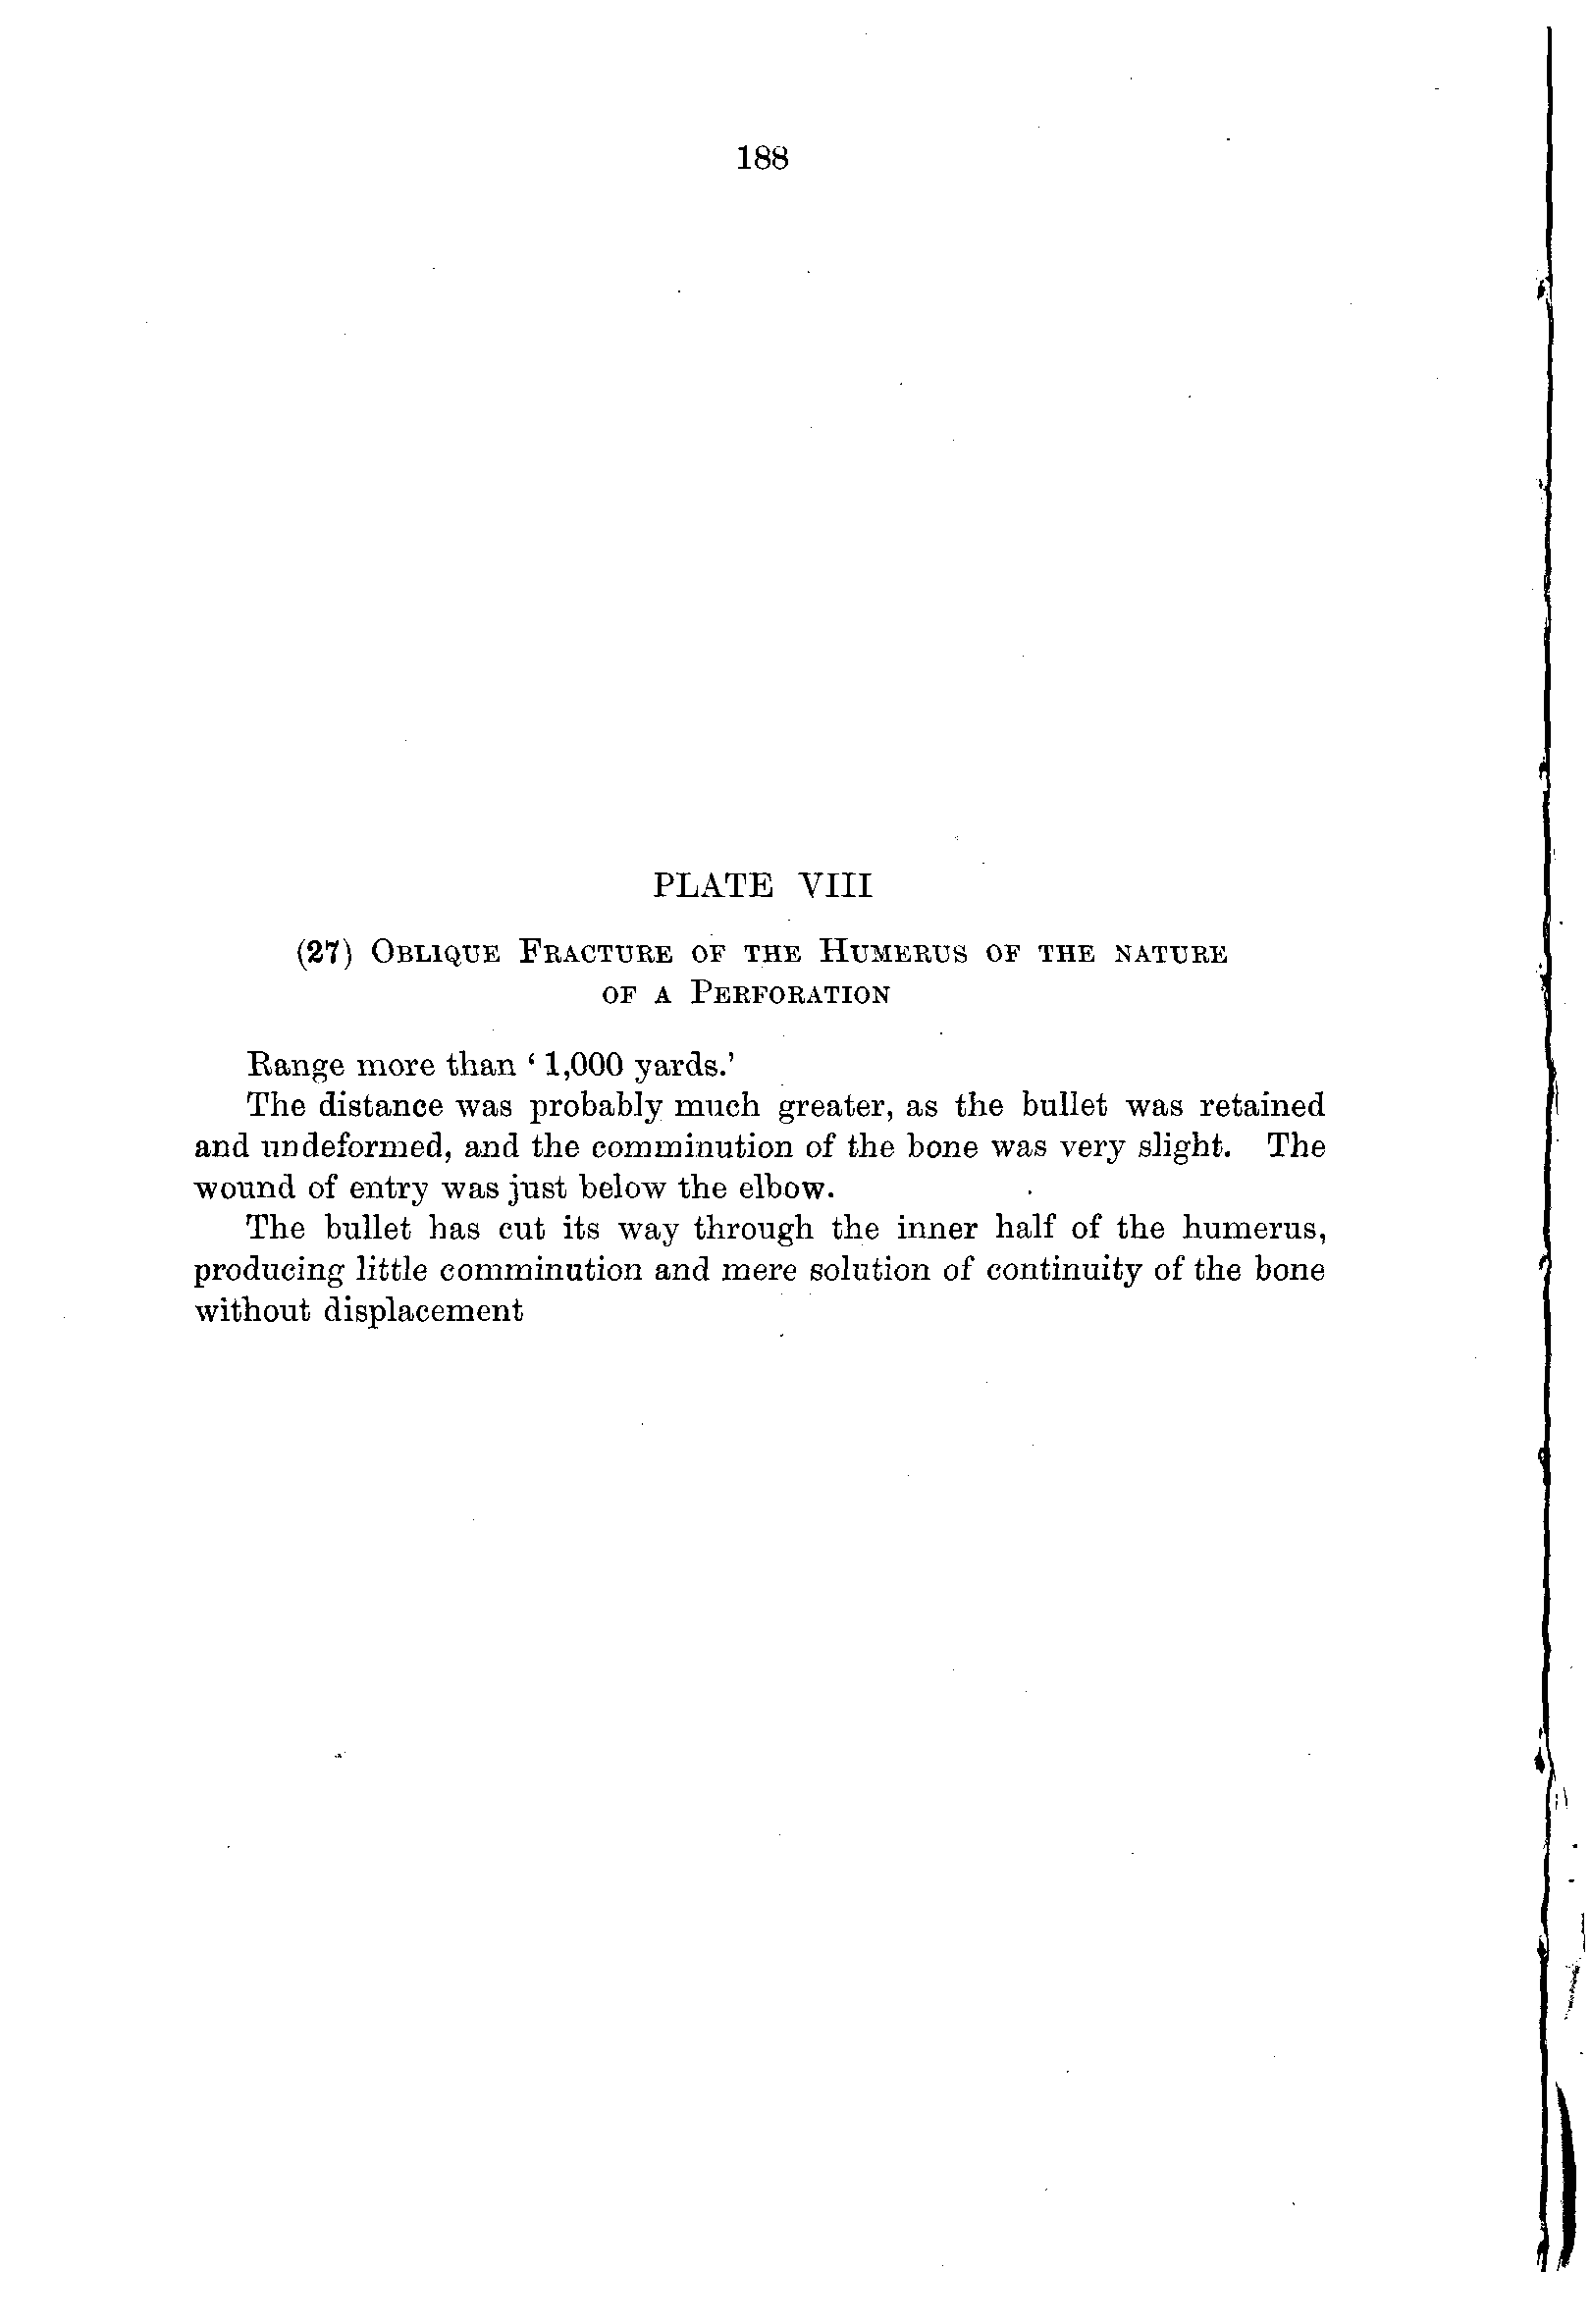 188
PLATE VIII
(27) OBLIQUE FRACTURE OF THE HUMERUS OF THE NATURE
OF A PERFORATION
Range more than ‘ 1,000 yards.’
The distance was probably much greater, as the bullet was retained
and undeformed, and the comminution of the bone was very slight. The
wound of entry was just below the elbow.
The bullet has cut its way through the inner half of the humerus,
producing little comminution and mere solution of continuity of the bone
without displacement